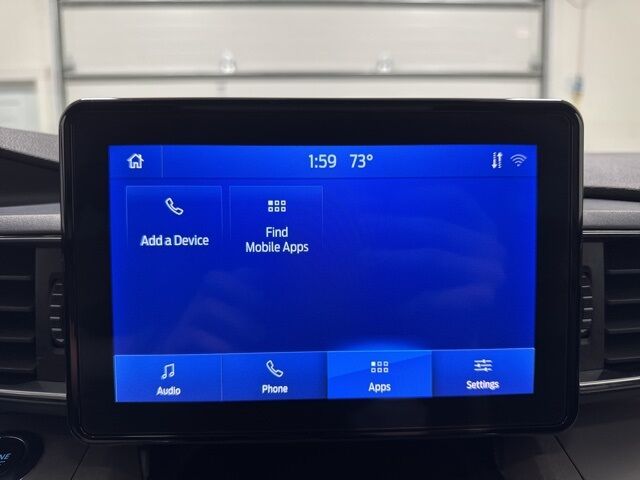 1:59 73°
Add a Device
Find
Mobile Apps
Audio
Phone
Apps
Settings